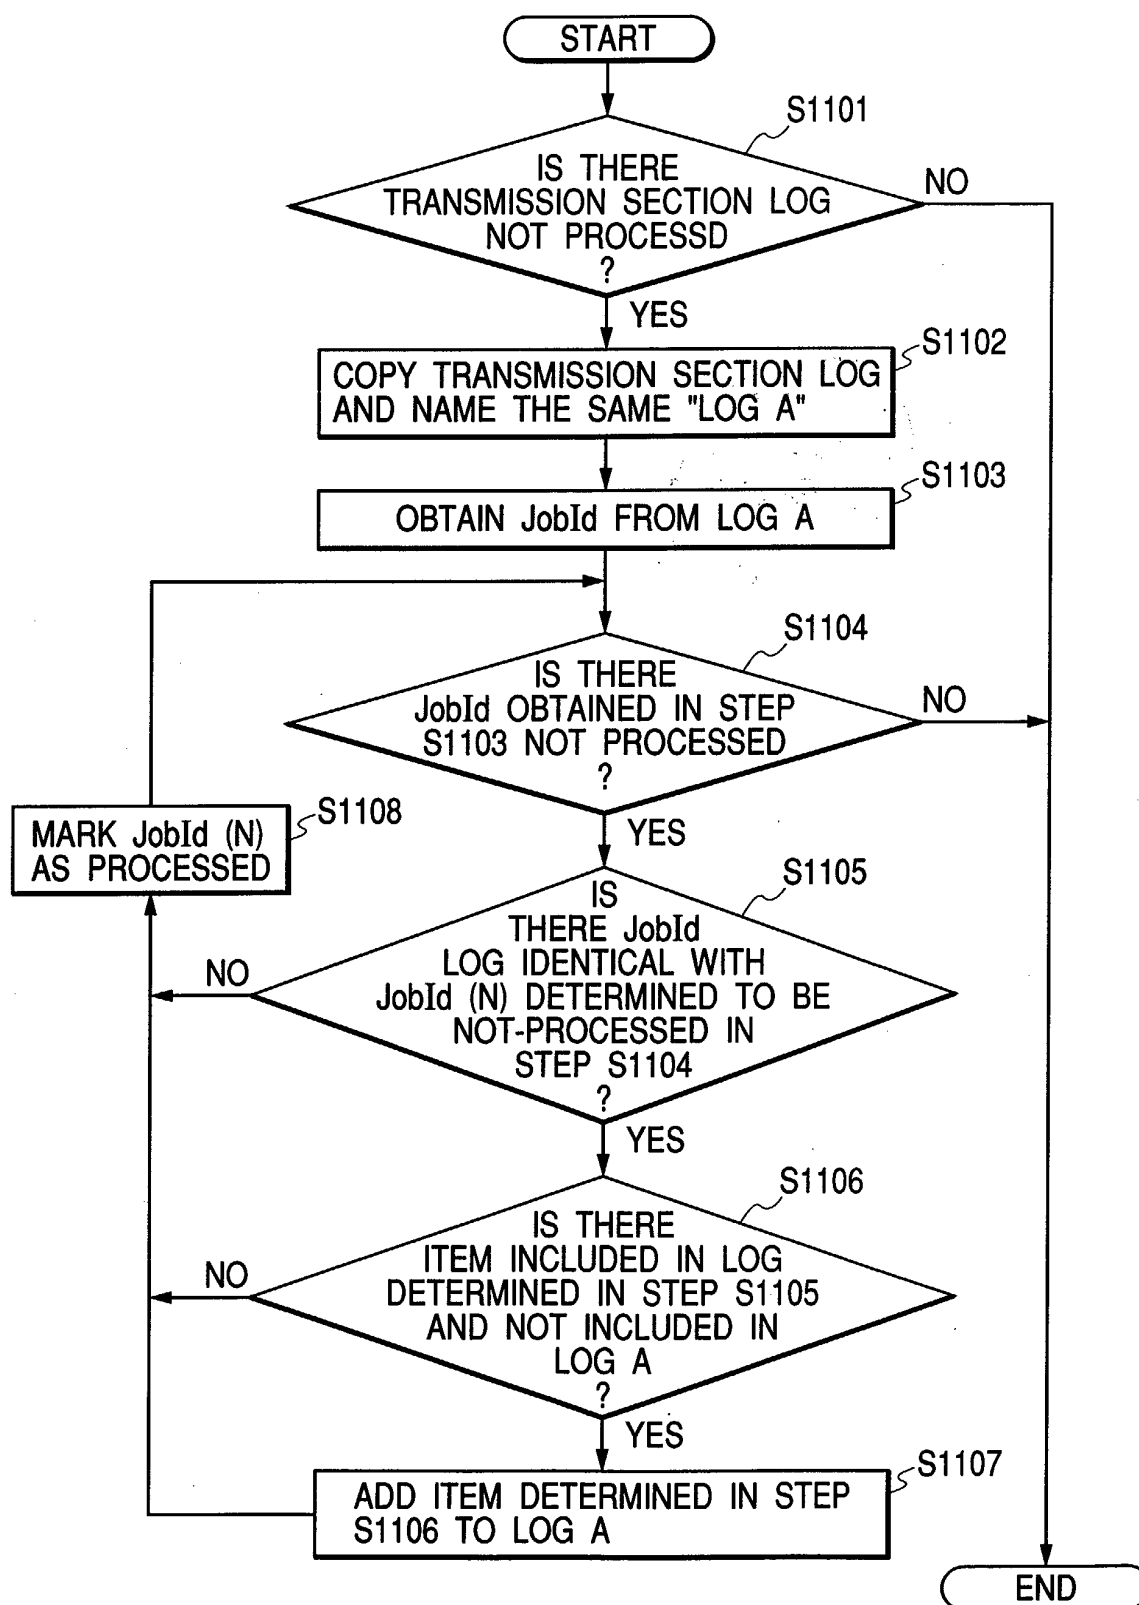 START
S1101
IS THERE
TRANSMISSION SECTION LOG
NOT PROCESSD
?
NO
YES
S1102
COPY TRANSMISSION SECTION LOG
AND NAME THE SAME "LOG A"
S1103
OBTAIN JobId FROM LOG A
S1104
IS THERE
JobId OBTAINED IN STEP
S1103 NOT PROCESSED
?
NO
YES
S1108
MARK JobId (N)
AS PROCESSED
S1105
IS
THERE JobId
LOG IDENTICAL WITH
JobId (N) DETERMINED TO BE
NOT-PROCESSED IN
STEP S1104
?
NO
YES
S1106
IS THERE
ITEM INCLUDED IN LOG
DETERMINED IN STEP S1105
AND NOT INCLUDED IN
LOG A
?
NO
YES
S1107
ADD ITEM DETERMINED IN STEP
S1106 TO LOG A
END